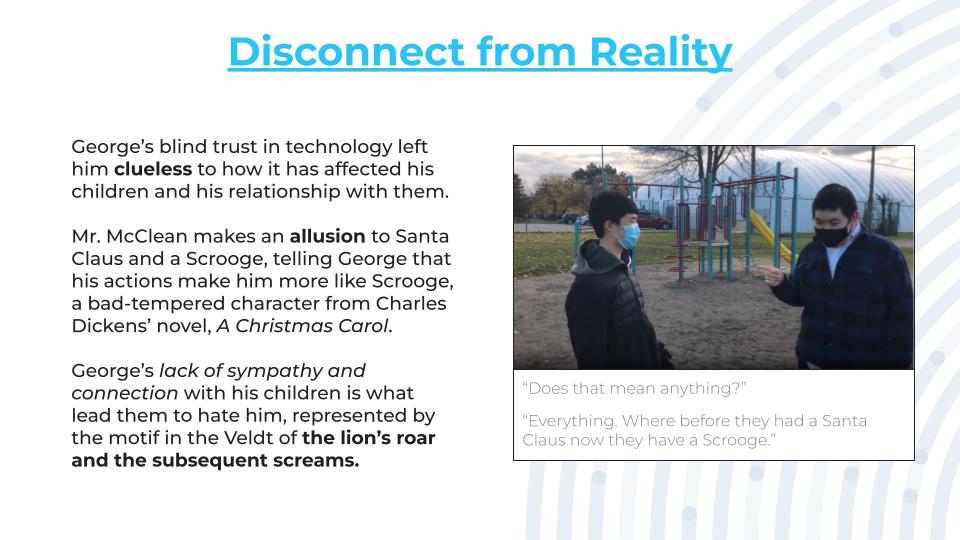 Disconnect from Reality
George’s blind trust in technology left
him clueless to how it has affected his
children and his relationship with them.
Mr. McClean makes an allusion to Santa
Claus and a Scrooge, telling George that
his actions make him more like Scrooge,
a bad-tempered character from Charles
Dickens’ novel, A Christmas Carol.
George’s lack of sympathy and
connection with his children is what
lead them to hate him, represented by
the motif in the Veldt of the lion’s roar
and the subsequent screams.
“Does that mean anything?”
“Everything. Where before they had a Santa
Claus now they have a Scrooge.”